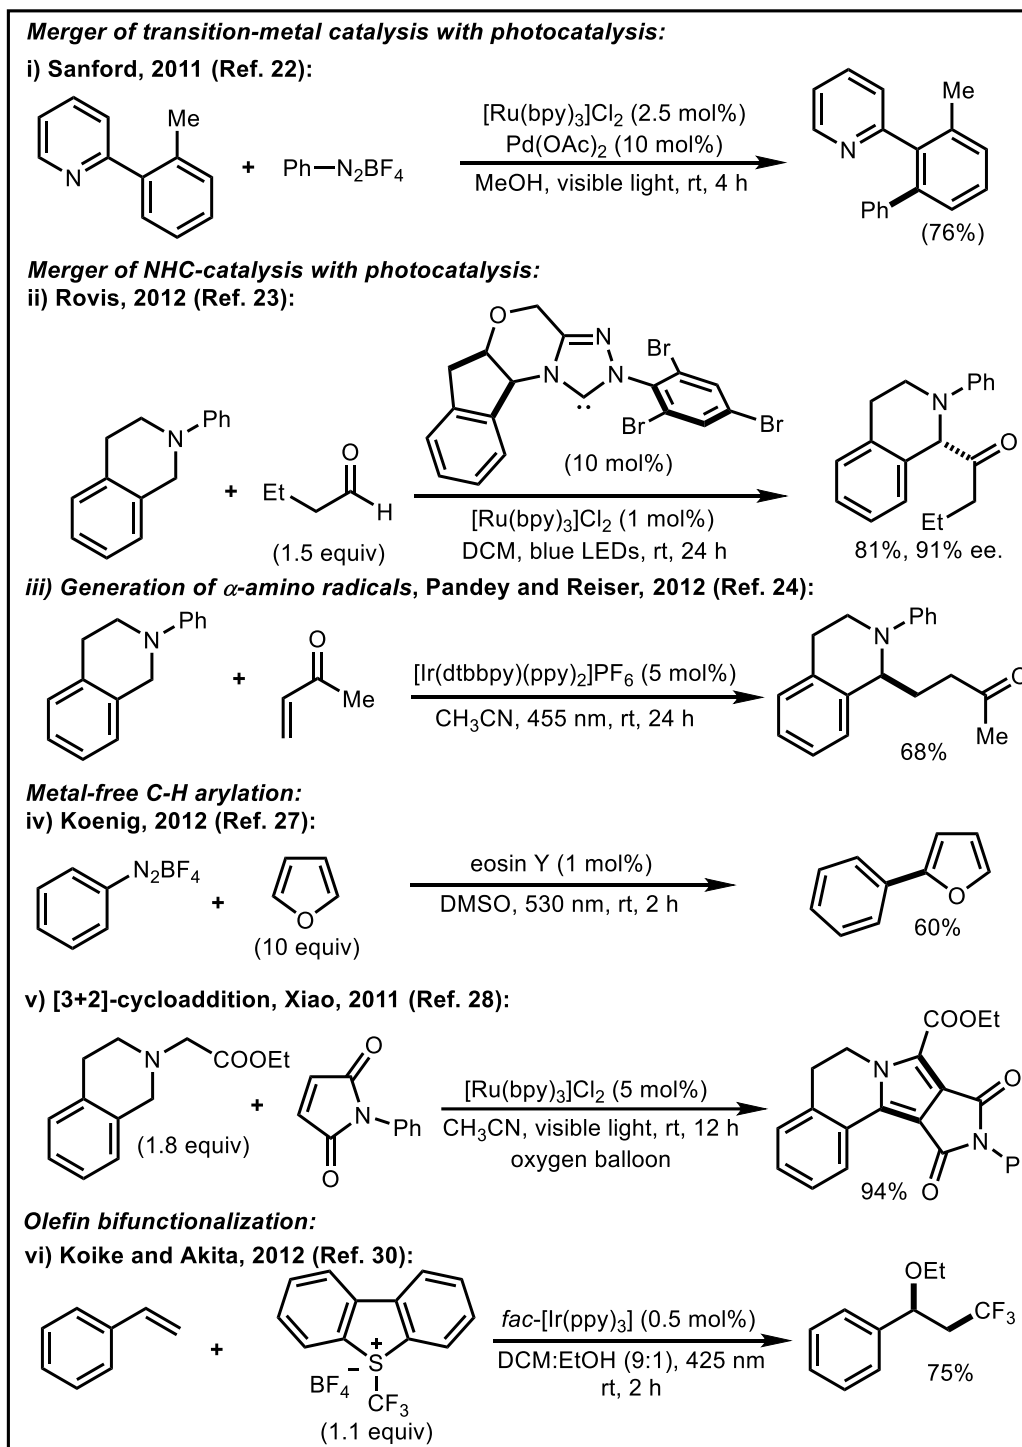 Merger of transition-metal catalysis with photocatalysis:
i) Sanford, 2011 (Ref. 22):
N
Me
+
Ph–N₂BF₄
[Ru(bpy)₃]Cl₂ (2.5 mol%)
Pd(OAc)₂ (10 mol%)
MeOH, visible light, rt, 4 h
Me
N
Ph
(76%)
Merger of NHC-catalysis with photocatalysis:
ii) Rovis, 2012 (Ref. 23):
N
Ph
+
Et
O
H
(1.5 equiv)
O
N
N
N
Br
Br
Br
(10 mol%)
[Ru(bpy)₃]Cl₂ (1 mol%)
DCM, blue LEDs, rt, 24 h
N
Ph
O
Et
81%, 91% ee.
iii) Generation of α-amino radicals, Pandey and Reiser, 2012 (Ref. 24):
N
Ph
+
O
Me
[Ir(dtbbpy)(ppy)₂]PF₆ (5 mol%)
CH₃CN, 455 nm, rt, 24 h
N
Ph
O
Me
68%
Metal-free C-H arylation:
iv) Koenig, 2012 (Ref. 27):
N₂BF₄
+
O
(10 equiv)
eosin Y (1 mol%)
DMSO, 530 nm, rt, 2 h
O
60%
v) [3+2]-cycloaddition, Xiao, 2011 (Ref. 28):
N
COOEt
(1.8 equiv)
+
O
N
Ph
O
[Ru(bpy)₃]Cl₂ (5 mol%)
CH₃CN, visible light, rt, 12 h
oxygen balloon
COOEt
N
O
N
P
O
94%
Olefin bifunctionalization:
vi) Koike and Akita, 2012 (Ref. 30):
+
S
+
BF₄
−
CF₃
(1.1 equiv)
fac-[Ir(ppy)₃] (0.5 mol%)
DCM:EtOH (9:1), 425 nm
rt, 2 h
OEt
CF₃
75%